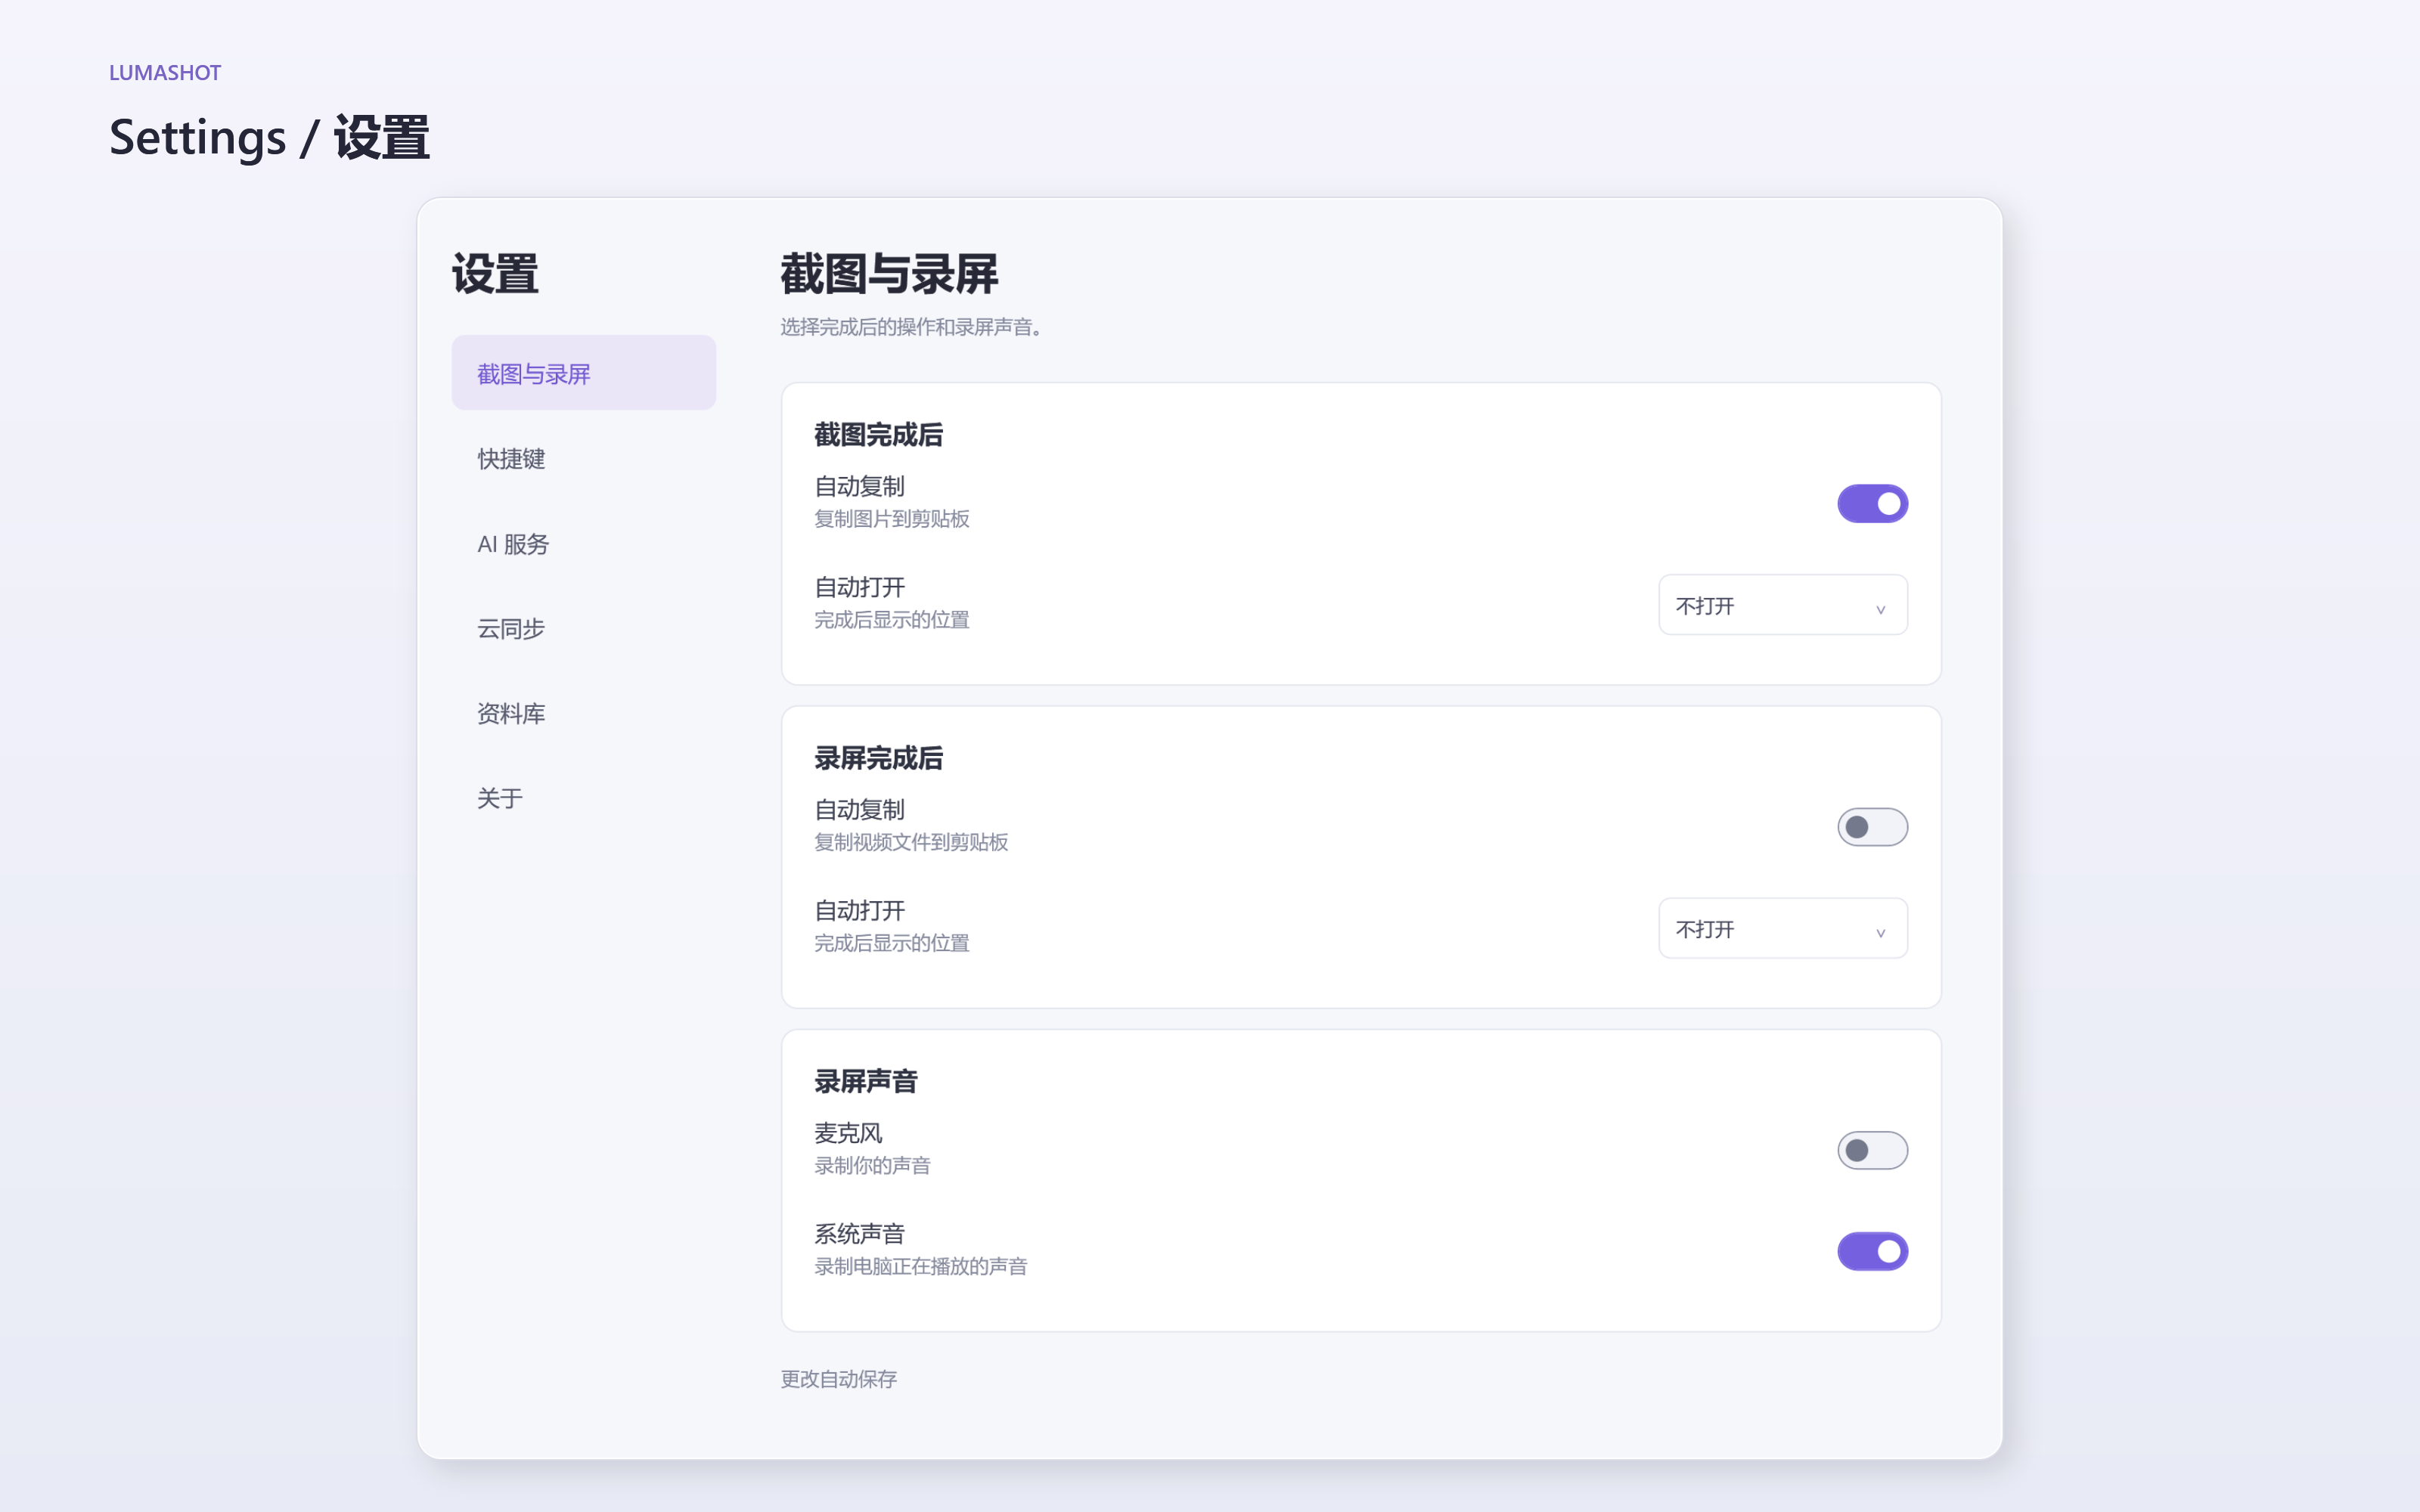 LUMASHOT
Settings / 设置
设置
截图与录屏
快捷键
AI 服务
云同步
资料库
关于
截图与录屏
选择完成后的操作和录屏声音。
截图完成后
自动复制
复制图片到剪贴板
自动打开
完成后显示的位置
不打开
录屏完成后
自动复制
复制视频文件到剪贴板
自动打开
完成后显示的位置
不打开
录屏声音
麦克风
录制你的声音
系统声音
录制电脑正在播放的声音
更改自动保存